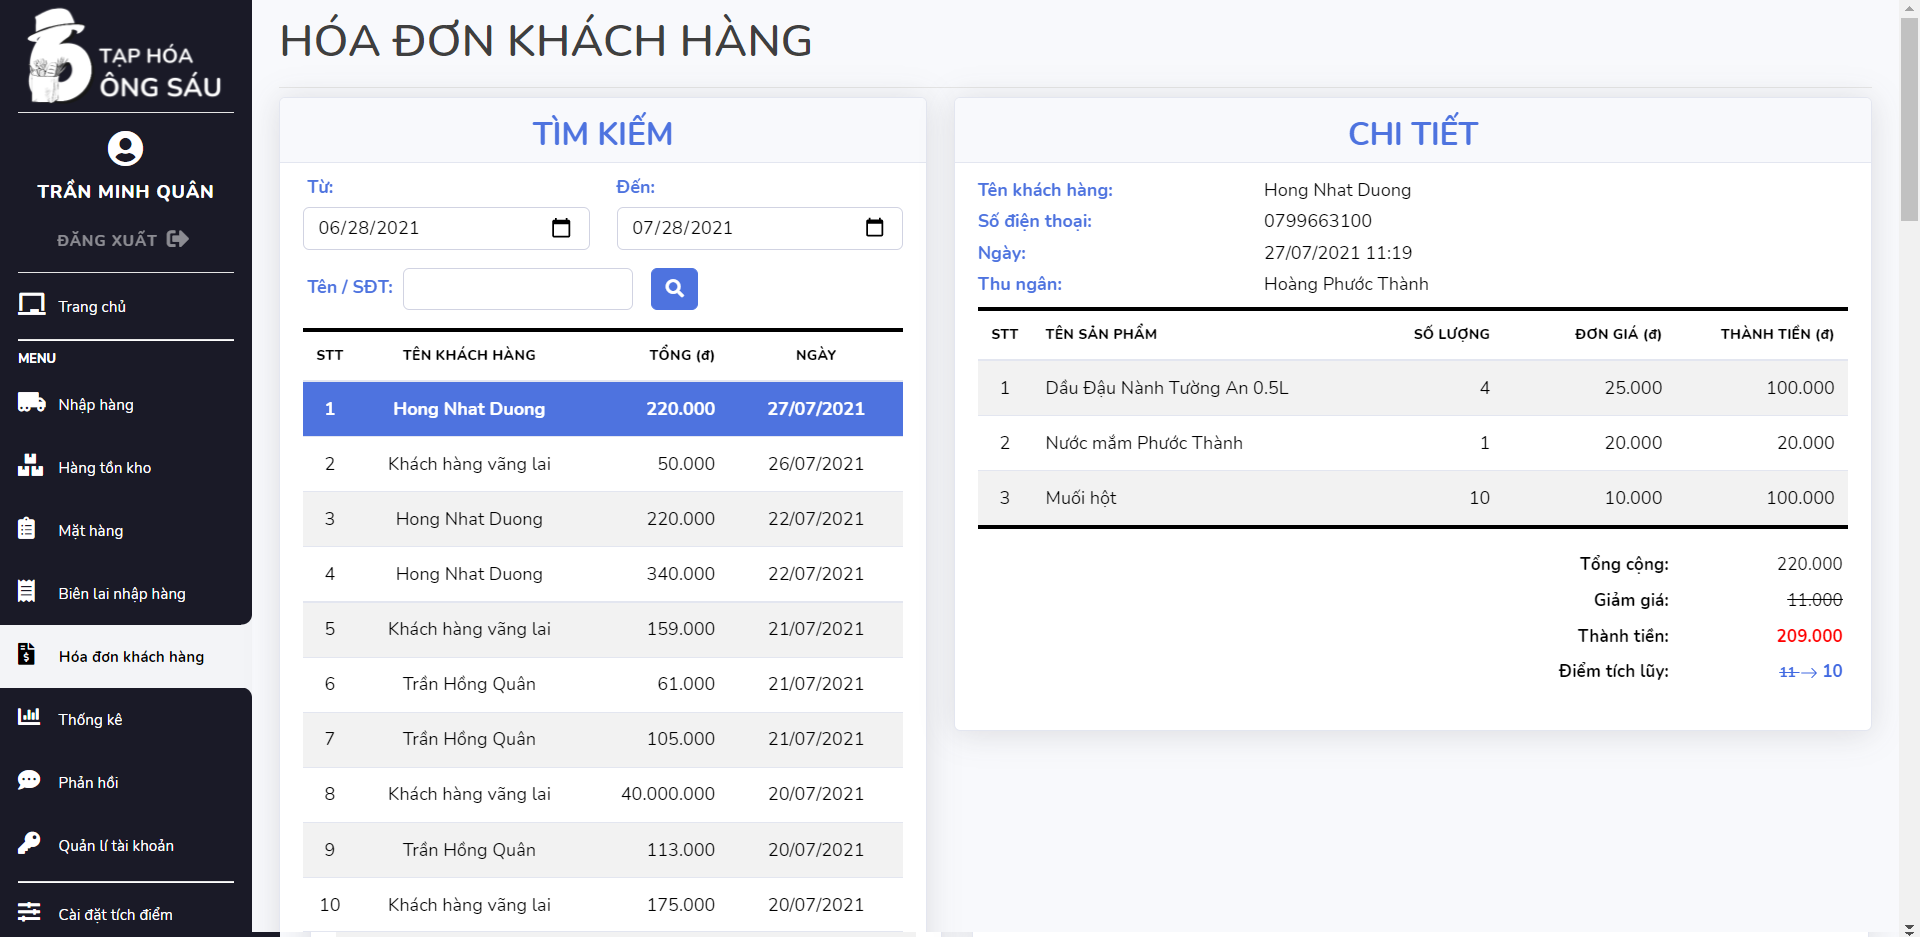 TẠP HÓA
ÔNG SÁU
TRẦN MINH QUÂN
ĐĂNG XUẤT
Trang chủ
MENU
Nhập hàng
Hàng tồn kho
Mặt hàng
Biên lai nhập hàng
Hóa đơn khách hàng
Thống kê
Phản hồi
Quản lí tài khoản
Cài đặt tích điểm
HÓA ĐƠN KHÁCH HÀNG
TÌM KIẾM
Từ: Đến:
06/28/2021 07/28/2021
Tên / SĐT:
STT TÊN KHÁCH HÀNG TỔNG (đ) NGÀY
1 Hong Nhat Duong 220.000 27/07/2021
2 Khách hàng vãng lai 50.000 26/07/2021
3 Hong Nhat Duong 220.000 22/07/2021
4 Hong Nhat Duong 340.000 22/07/2021
5 Khách hàng vãng lai 159.000 21/07/2021
6 Trần Hồng Quân 61.000 21/07/2021
7 Trần Hồng Quân 105.000 21/07/2021
8 Khách hàng vãng lai 40.000.000 20/07/2021
9 Trần Hồng Quân 113.000 20/07/2021
10 Khách hàng vãng lai 175.000 20/07/2021
CHI TIẾT
Tên khách hàng: Hong Nhat Duong
Số điện thoại: 0799663100
Ngày: 27/07/2021 11:19
Thu ngân: Hoàng Phước Thành
STT TÊN SẢN PHẨM SỐ LƯỢNG ĐƠN GIÁ (đ) THÀNH TIỀN (đ)
1 Dầu Đậu Nành Tường An 0.5L 4 25.000 100.000
2 Nước mắm Phước Thành 1 20.000 20.000
3 Muối hột 10 10.000 100.000
Tổng cộng: 220.000
Giảm giá: 11.000
Thành tiền: 209.000
Điểm tích lũy: 11 → 10